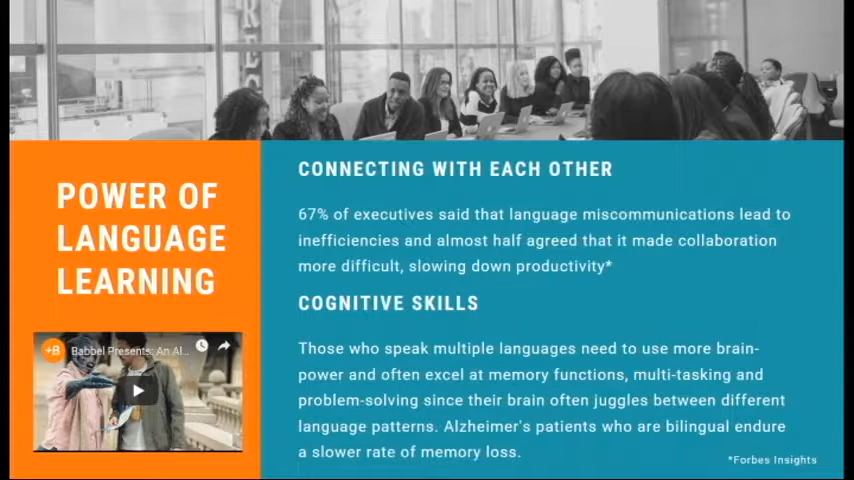 POWER OF
LANGUAGE
LEARNING
+B
Babbel Presents: An Al...
CONNECTING WITH EACH OTHER
67% of executives said that language miscommunications lead to
inefficiencies and almost half agreed that it made collaboration
more difficult, slowing down productivity*
COGNITIVE SKILLS
Those who speak multiple languages need to use more brain-
power and often excel at memory functions, multi-tasking and
problem-solving since their brain often juggles between different
language patterns. Alzheimer's patients who are bilingual endure
a slower rate of memory loss.
*Forbes Insights